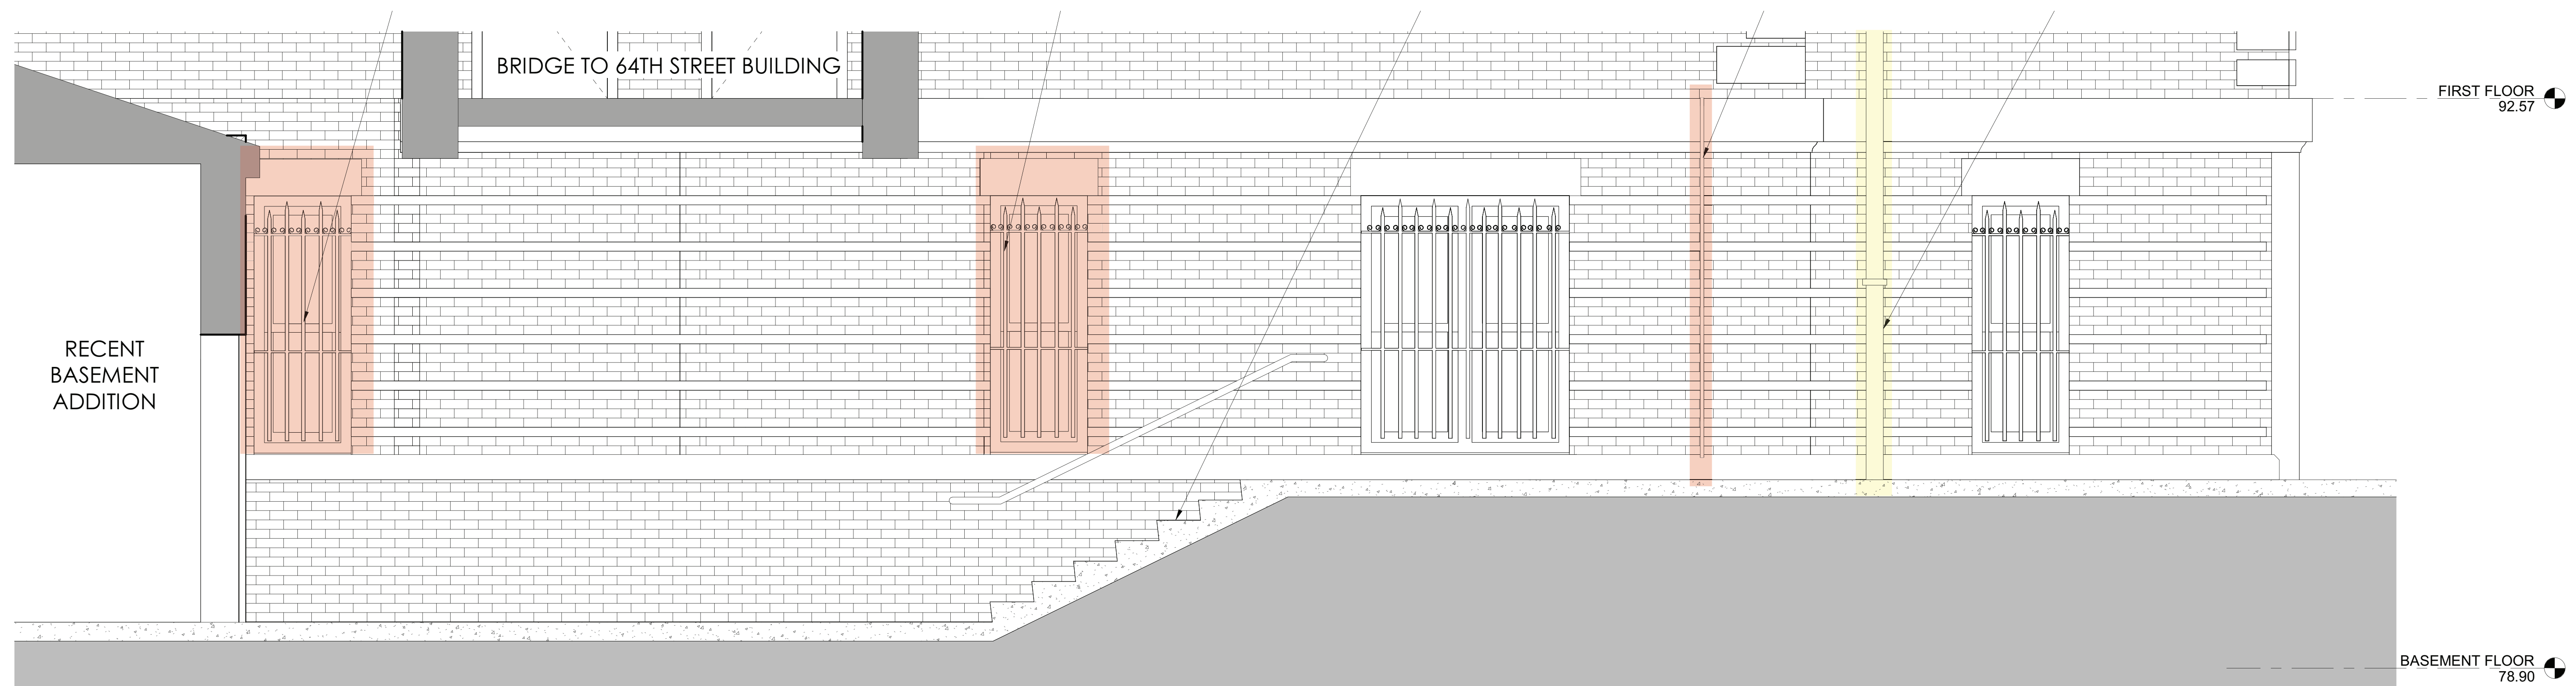 BRIDGE TO 64TH STREET BUILDING
FIRST FLOOR
92.57
RECENT
BASEMENT
ADDITION
BASEMENT FLOOR
78.90